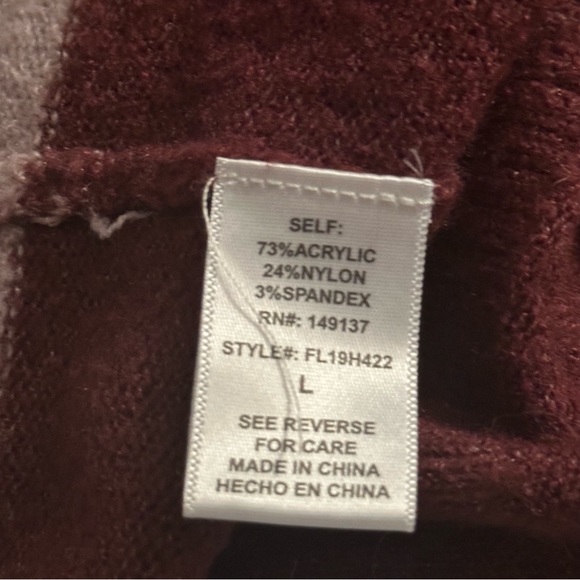 SELF:
73%ACRYLIC
24%NYLON
3%SPANDEX
RN#: 149137
STYLE#: FL19H422
L
SEE REVERSE
FOR CARE
MADE IN CHINA
HECHO EN CHINA